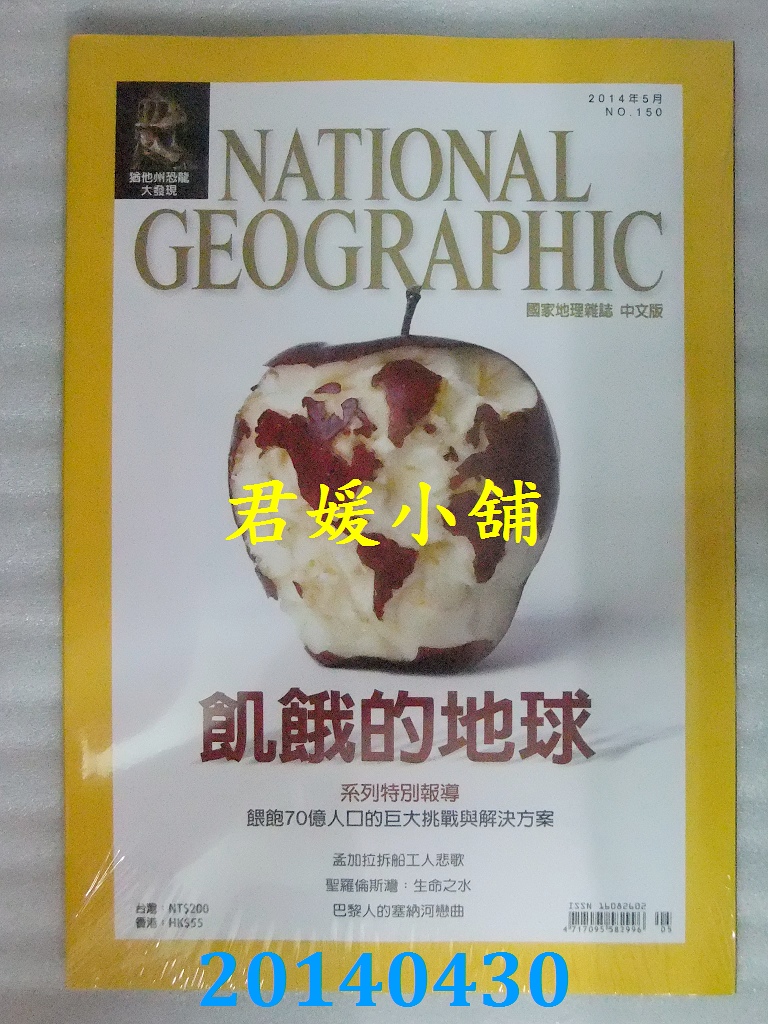 2014年5月
NO.150
猶他州恐龍
大發現
NATIONAL
GEOGRAPHIC
國家地理雜誌 中文版
君媛小舖
飢餓的地球
系列特別報導
餵飽70億人口的巨大挑戰與解決方案
孟加拉拆船工人悲歌
聖羅倫斯灣：生命之水
巴黎人的塞納河戀曲
台灣：NT$200
香港：HK$55
ISSN 16082602
4717095583996 05
20140430